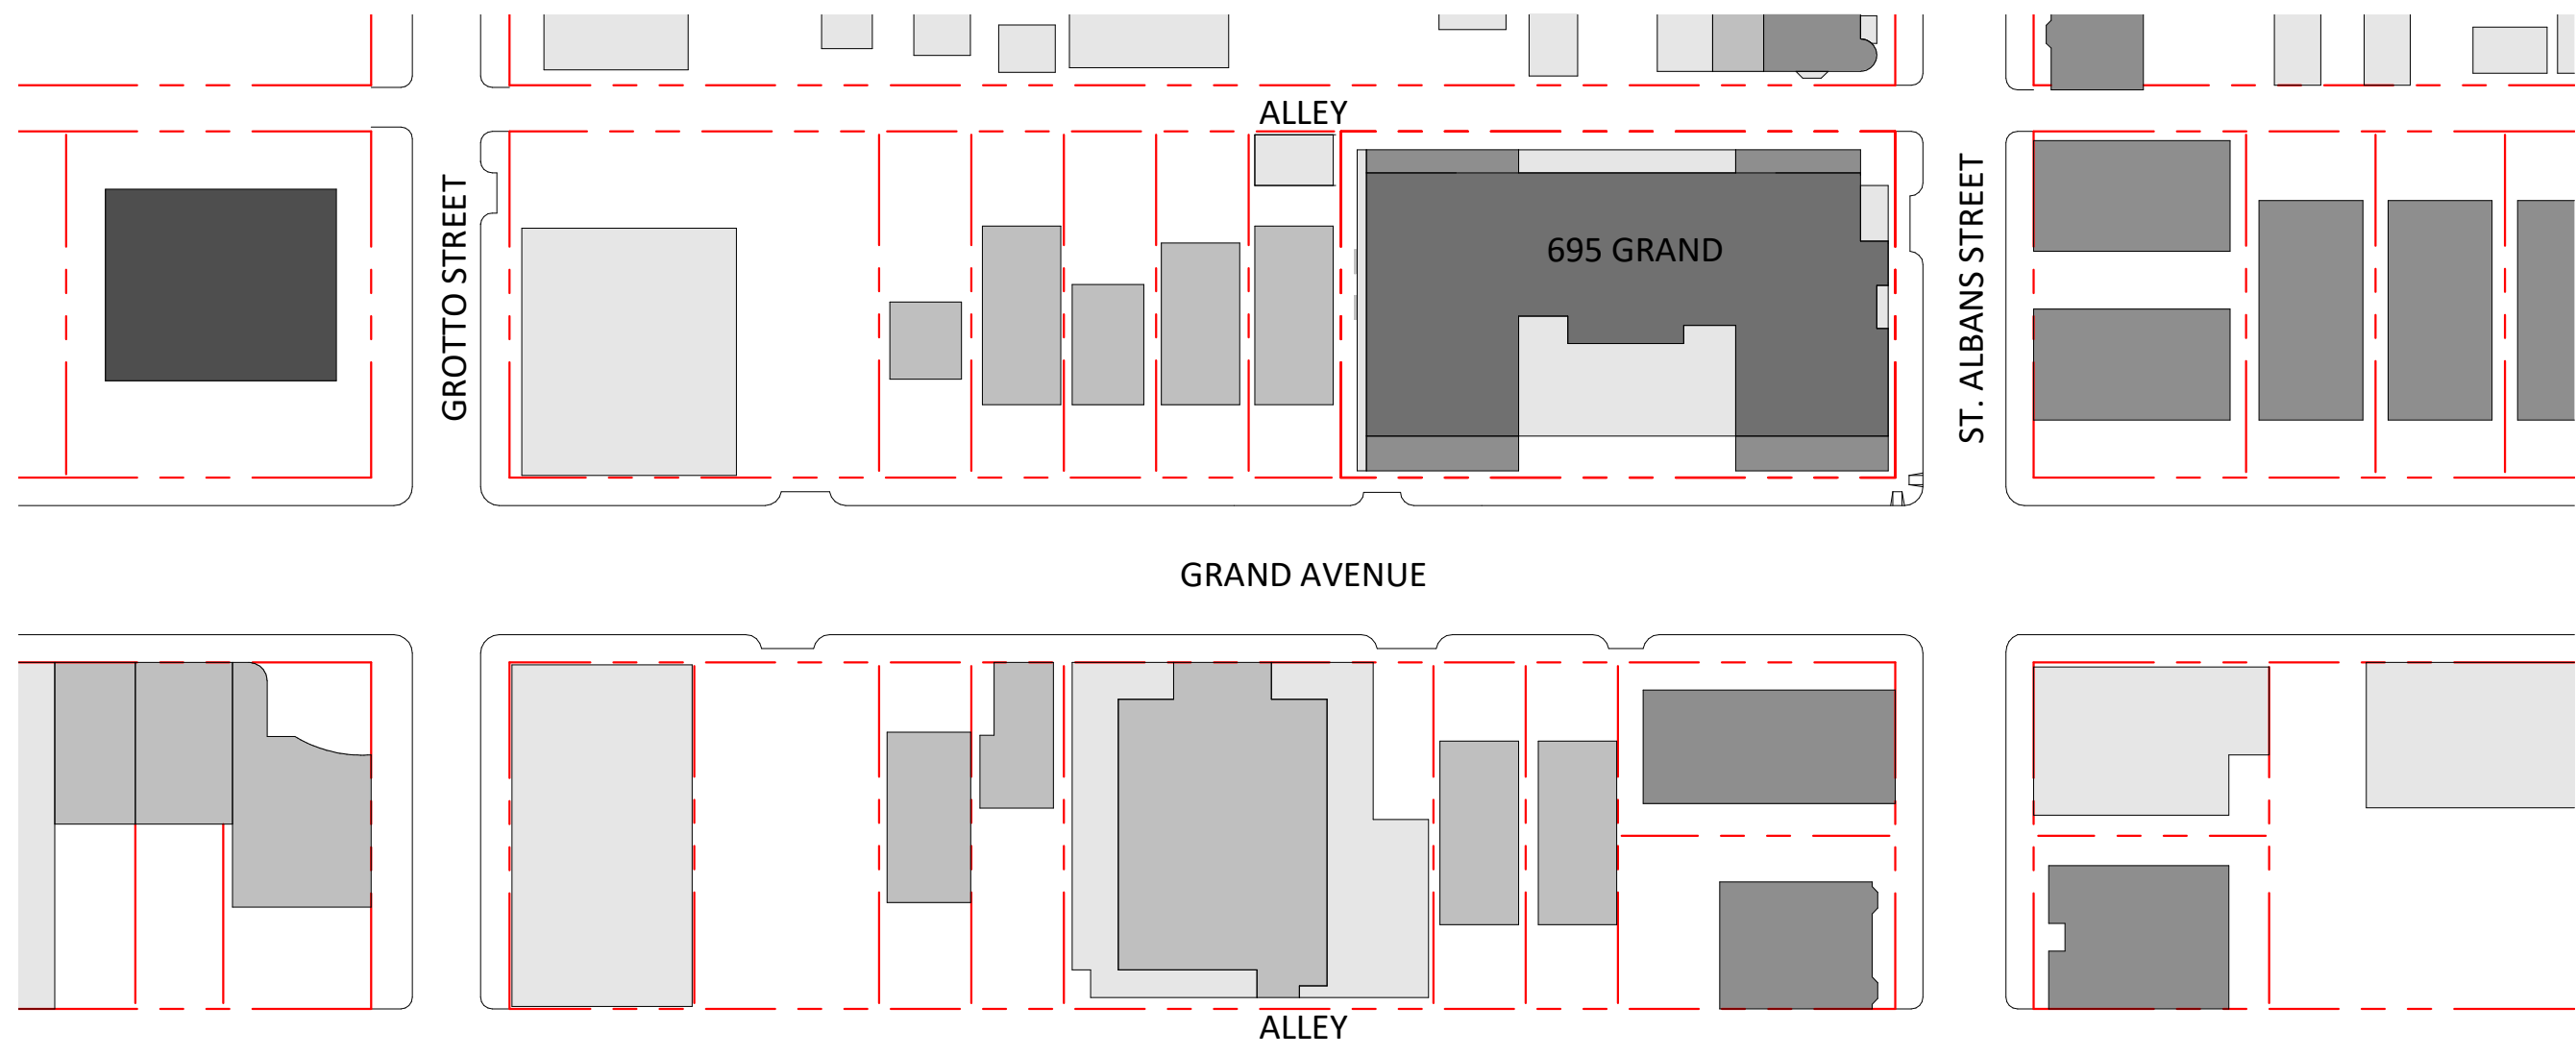 ALLEY
GROTTO STREET
695 GRAND
ST. ALBANS STREET
GRAND AVENUE
ALLEY